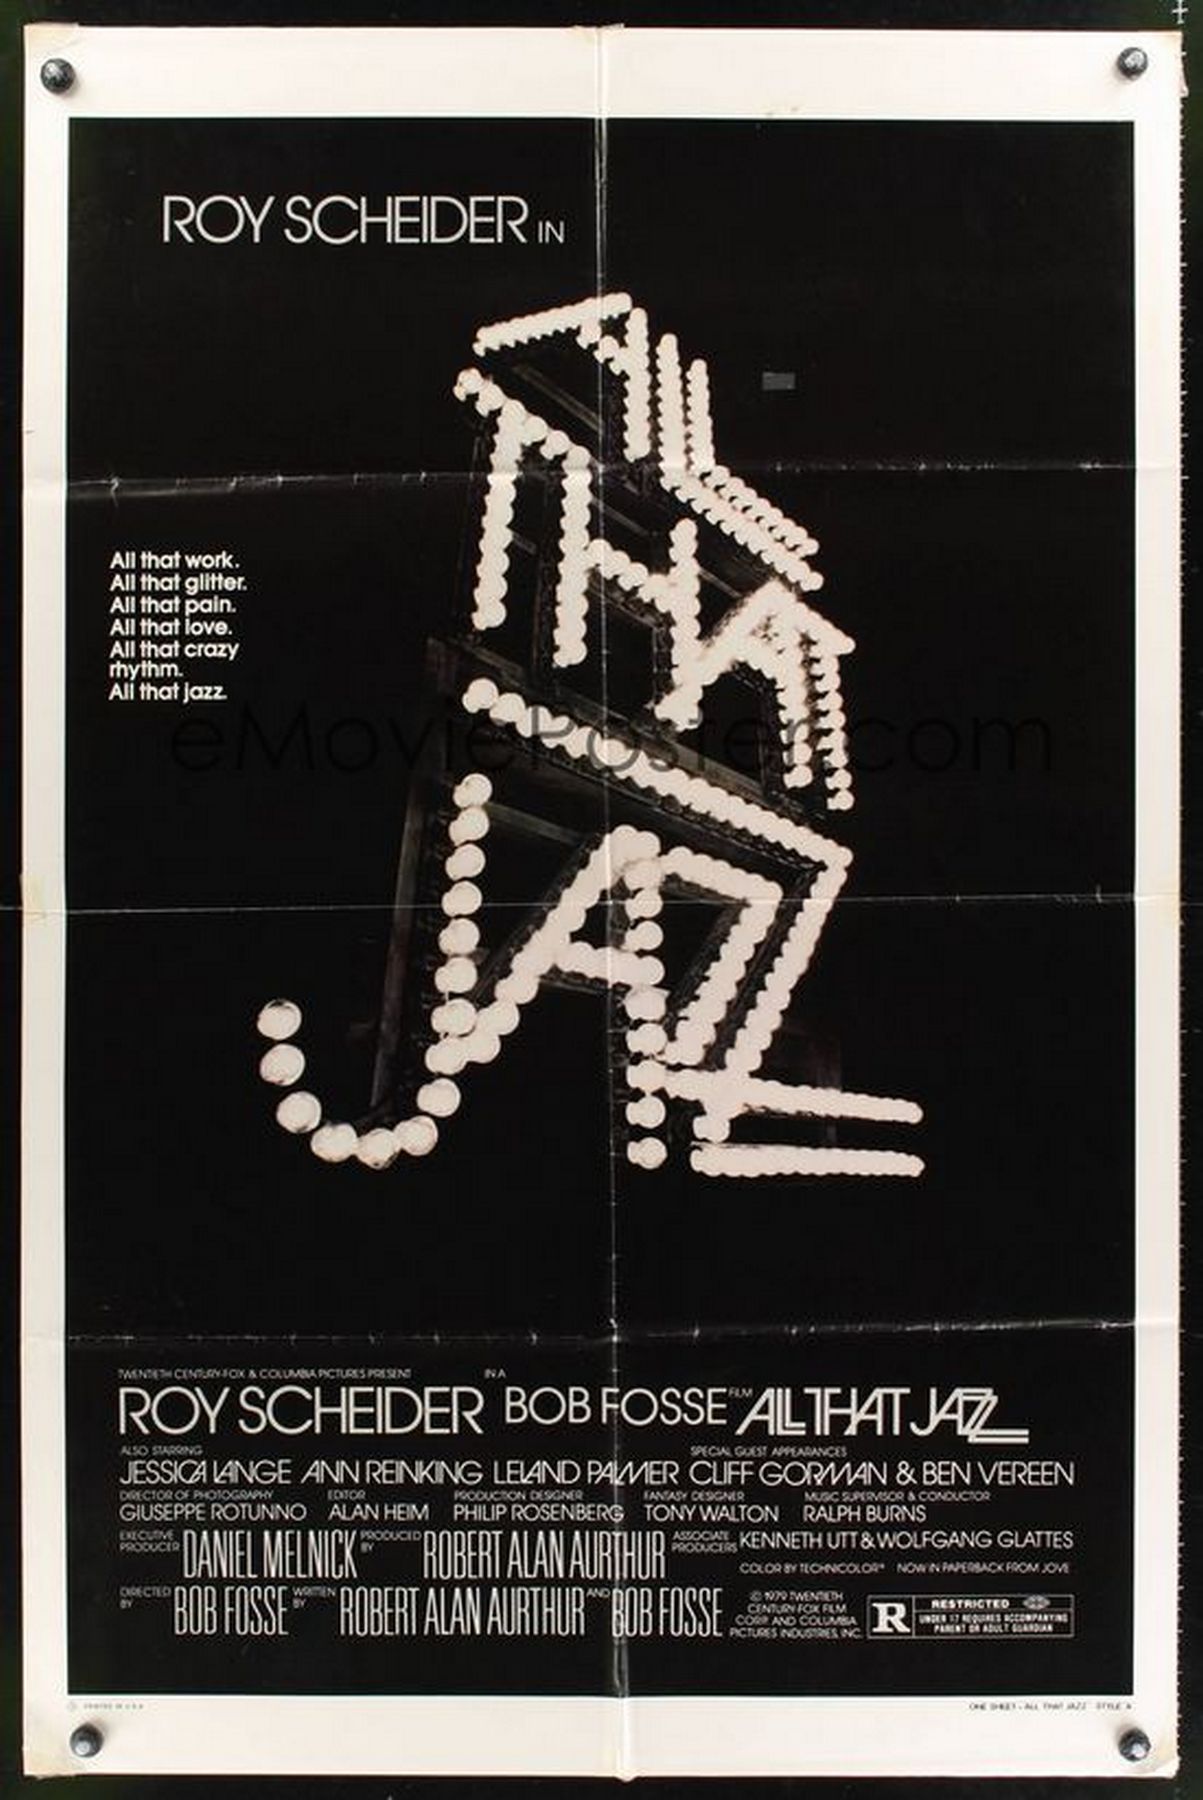 ROY SCHEIDER IN
ALL
THAT
JAZZ
All that work.
All that glitter.
All that pain.
All that love.
All that crazy
rhythm.
All that jazz.
eMoviePoster.com
TWENTIETH CENTURY-FOX & COLUMBIA PICTURES PRESENT IN A
ROY SCHEIDER BOB FOSSE FILM ALL THAT JAZZ
ALSO STARRING SPECIAL GUEST APPEARANCES
JESSICA LANGE ANN REINKING LELAND PALMER CLIFF GORMAN & BEN VEREEN
DIRECTOR OF PHOTOGRAPHY EDITOR PRODUCTION DESIGNER FANTASY DESIGNER MUSIC SUPERVISOR & CONDUCTOR
GIUSEPPE ROTUNNO ALAN HEIM PHILIP ROSENBERG TONY WALTON RALPH BURNS
EXECUTIVE PRODUCER DANIEL MELNICK PRODUCED BY ROBERT ALAN AURTHUR ASSOCIATE PRODUCERS KENNETH UTT & WOLFGANG GLATTES
COLOR BY TECHNICOLOR® NOW IN PAPERBACK FROM JOVE
DIRECTED BY BOB FOSSE WRITTEN BY ROBERT ALAN AURTHUR AND BOB FOSSE
© 1979 TWENTIETH
CENTURY-FOX FILM
CORP. AND COLUMBIA
PICTURES INDUSTRIES, INC.
R RESTRICTED
UNDER 17 REQUIRES ACCOMPANYING
PARENT OR ADULT GUARDIAN
PRINTED IN U.S.A.
ONE SHEET - ALL THAT JAZZ STYLE A